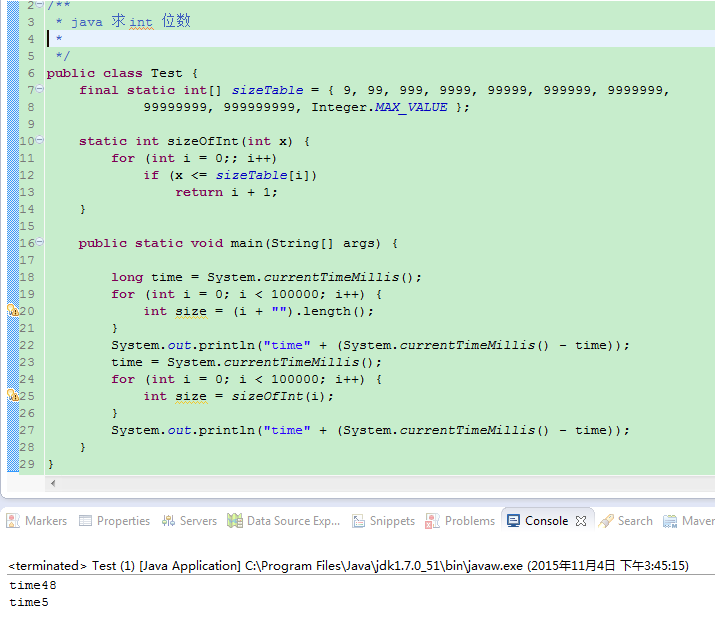 2 /**
3  * java 求int 位数
4  *
5  */
6 public class Test {
7     final static int[] sizeTable = { 9, 99, 999, 9999, 99999, 999999, 9999999,
8             99999999, 999999999, Integer.MAX_VALUE };
9
10     static int sizeOfInt(int x) {
11         for (int i = 0;; i++)
12             if (x <= sizeTable[i])
13                 return i + 1;
14     }
15
16     public static void main(String[] args) {
17
18         long time = System.currentTimeMillis();
19         for (int i = 0; i < 100000; i++) {
20             int size = (i + "").length();
21         }
22         System.out.println("time" + (System.currentTimeMillis() - time));
23         time = System.currentTimeMillis();
24         for (int i = 0; i < 100000; i++) {
25             int size = sizeOfInt(i);
26         }
27         System.out.println("time" + (System.currentTimeMillis() - time));
28     }
29 }
Markers Properties Servers Data Source Exp... Snippets Problems Console Search Maven
<terminated> Test (1) [Java Application] C:\Program Files\Java\jdk1.7.0_51\bin\javaw.exe (2015年11月4日 下午3:45:15)
time48
time5